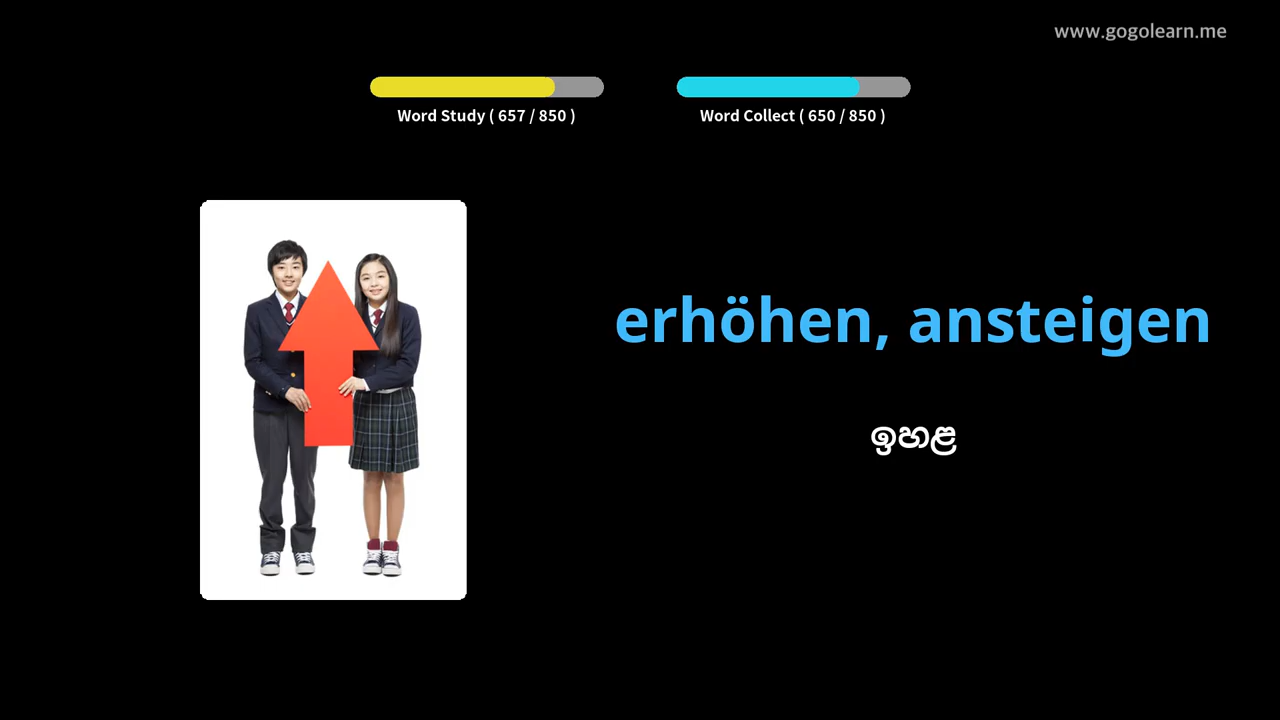 www.gogolearn.me
Word Study ( 657 / 850 )
Word Collect ( 650 / 850 )
erhöhen, ansteigen
ඉහළ